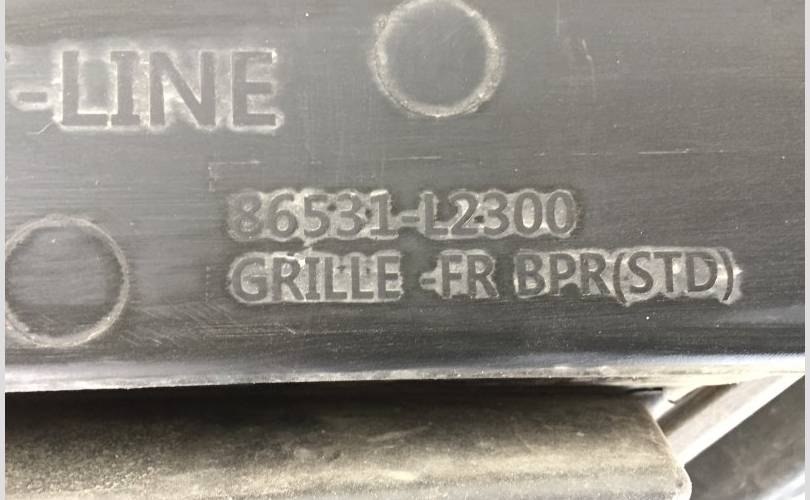 -LINE
86531-L2300
GRILLE -FR BPR(STD)